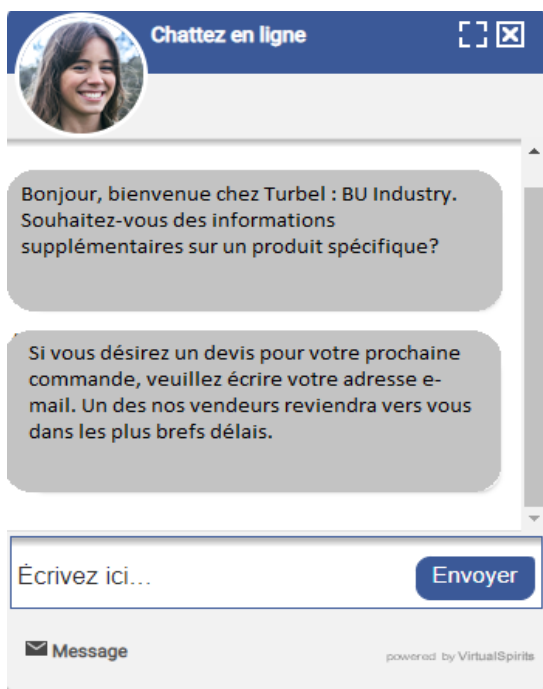 Chattez en ligne
Bonjour, bienvenue chez Turbel : BU Industry.
Souhaitez-vous des informations
supplémentaires sur un produit spécifique?
Si vous désirez un devis pour votre prochaine
commande, veuillez écrire votre adresse e-
mail. Un des nos vendeurs reviendra vers vous
dans les plus brefs délais.
Écrivez ici...
Envoyer
Message
powered by VirtualSpirits